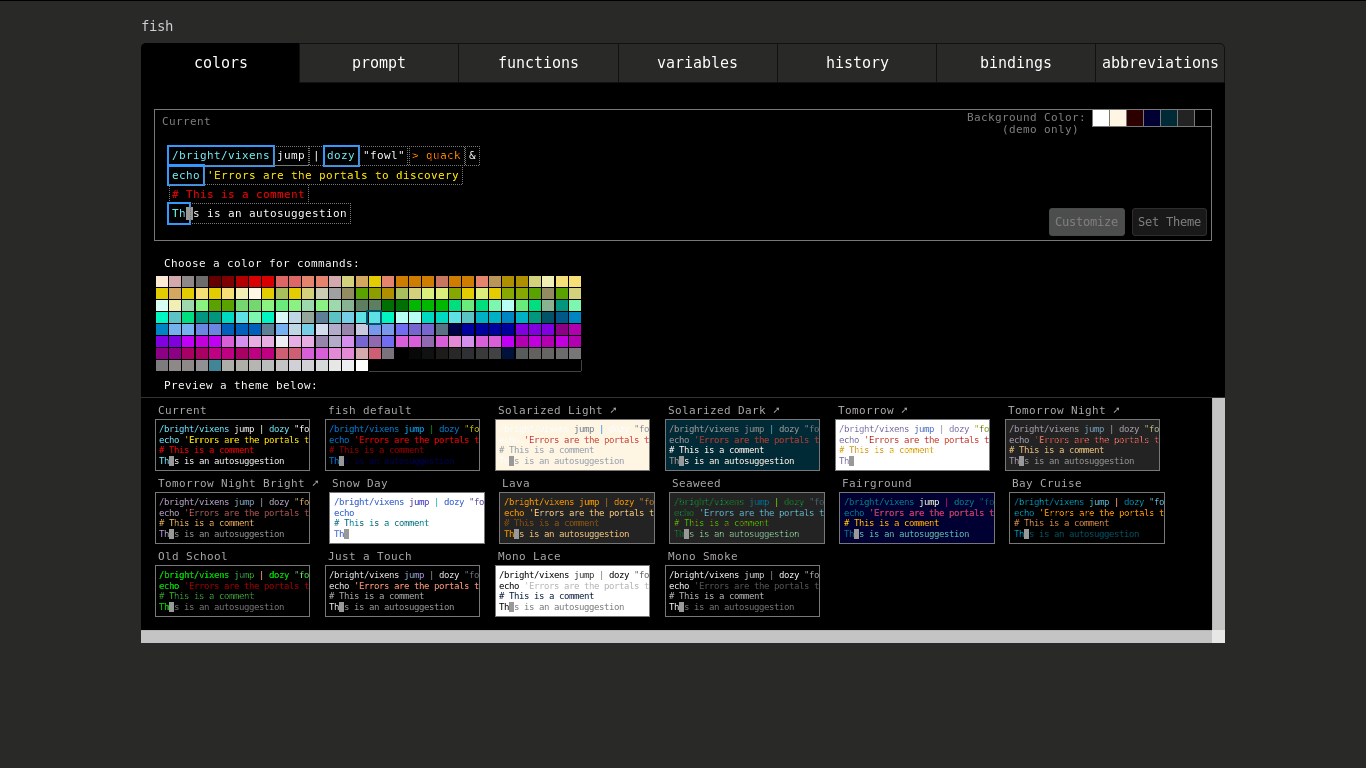 fish
colors prompt functions variables history bindings abbreviations
Current
Background Color:
(demo only)
/bright/vixens jump | dozy "fowl" > quack &
echo 'Errors are the portals to discovery
# This is a comment
This is an autosuggestion
Customize Set Theme
Choose a color for commands:
Preview a theme below:
Current fish default Solarized Light ↗ Solarized Dark ↗ Tomorrow ↗ Tomorrow Night ↗
/bright/vixens jump | dozy "fo /bright/vixens jump | dozy "fo jump | "fo /bright/vixens jump | dozy "fo /bright/vixens jump | dozy "fo /bright/vixens jump | dozy "fo
echo 'Errors are the portals t echo 'Errors are the portals t 'Errors are the portals t echo 'Errors are the portals t echo 'Errors are the portals t echo 'Errors are the portals t
# This is a comment # This is a comment # This is a comment # This is a comment # This is a comment # This is a comment
This is an autosuggestion Th s is an autosuggestion This is an autosuggestion Th This is an autosuggestion
Tomorrow Night Bright ↗ Snow Day Lava Seaweed Fairground Bay Cruise
/bright/vixens jump | dozy "fo /bright/vixens jump | dozy "fo /bright/vixens jump | dozy "fo /bright/vixens jump | dozy "fo /bright/vixens jump | dozy "fo /bright/vixens jump | dozy "fo
echo 'Errors are the portals t echo echo 'Errors are the portals t echo 'Errors are the portals t echo 'Errors are the portals t echo 'Errors are the portals t
# This is a comment # This is a comment # This is a comment # This is a comment # This is a comment # This is a comment
This is an autosuggestion Th This is an autosuggestion This is an autosuggestion This is an autosuggestion This is an autosuggestion
Old School Just a Touch Mono Lace Mono Smoke
/bright/vixens jump | dozy "fo /bright/vixens jump | dozy "fo /bright/vixens jump | dozy "fo /bright/vixens jump | dozy "fo
echo 'Errors are the portals t echo 'Errors are the portals t echo 'Errors are the portals t echo 'Errors are the portals t
# This is a comment # This is a comment # This is a comment # This is a comment
This is an autosuggestion This is an autosuggestion This is an autosuggestion This is an autosuggestion